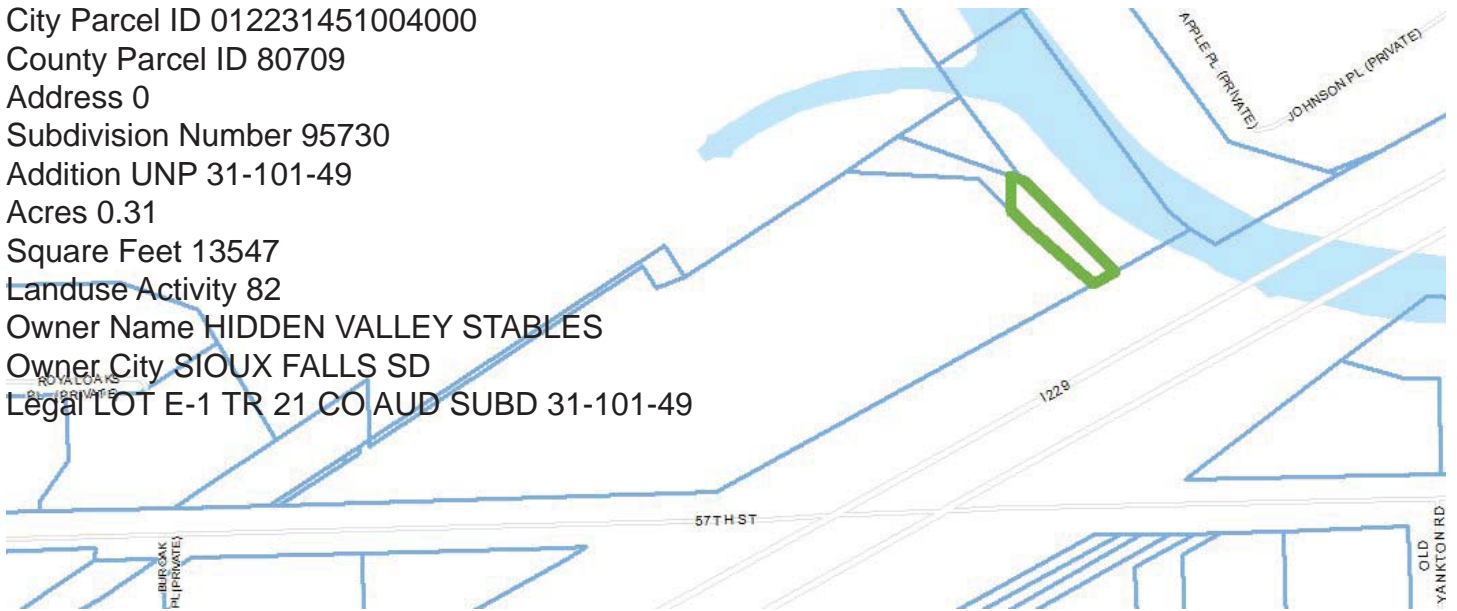 City Parcel ID 012231451004000
County Parcel ID 80709
Address 0
Subdivision Number 95730
Addition UNP 31-101-49
Acres 0.31
Square Feet 13547
Landuse Activity 82
Owner Name HIDDEN VALLEY STABLES
Owner City SIOUX FALLS SD
Legal LOT E-1 TR 21 CO AUD SUBD 31-101-49
APPLE PL (PRIVATE)
JOHNSON PL (PRIVATE)
ROYAL OAKS
PL (PRIVATE)
I229
57TH ST
BUR OAK
PL (PRIVATE)
OLD
YANKTON RD